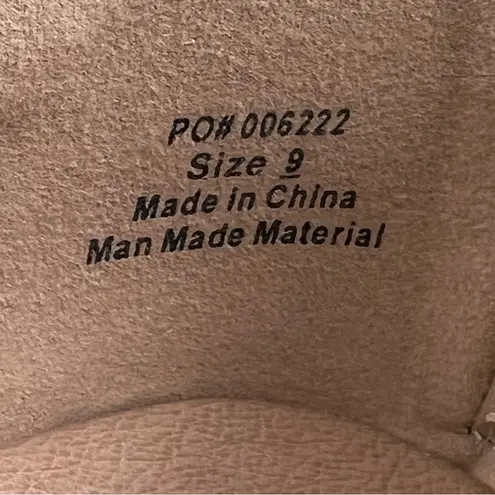 PO# 006222
Size 9
Made in China
Man Made Material